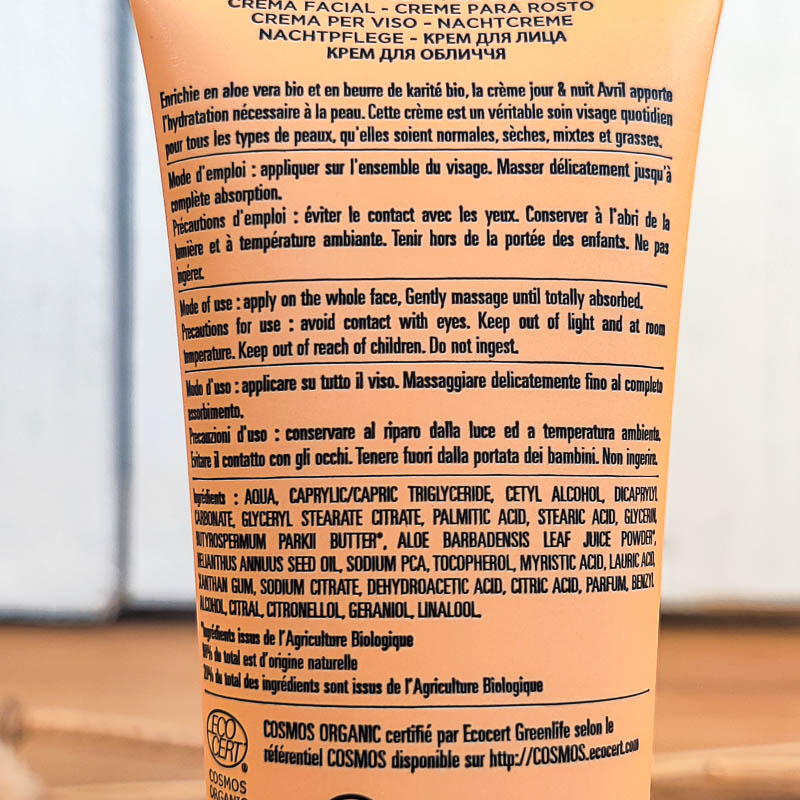 CREMA FACIAL - CREME PARA ROSTO
CREMA PER VISO - NACHTCREME
NACHTPFLEGE - КРЕМ ДЛЯ ЛИЦА
КРЕМ ДЛЯ ОБЛИЧЧЯ
Enrichie en aloe vera bio et en beurre de karité bio, la crème jour & nuit Avril apporte
l'hydratation nécessaire à la peau. Cette crème est un véritable soin visage quotidien
pour tous les types de peaux, qu'elles soient normales, sèches, mixtes et grasses.
Mode d'emploi : appliquer sur l'ensemble du visage. Masser délicatement jusqu'à
complète absorption.
Précautions d'emploi : éviter le contact avec les yeux. Conserver à l'abri de la
lumière et à température ambiante. Tenir hors de la portée des enfants. Ne pas
ingérer.
Mode of use : apply on the whole face, Gently massage until totally absorbed.
Precautions for use : avoid contact with eyes. Keep out of light and at room
temperature. Keep out of reach of children. Do not ingest.
Modo d'uso : applicare su tutto il viso. Massaggiare delicatemente fino al completo
assorbimento.
Precauzioni d'uso : conservare al riparo dalla luce ed a temperatura ambiente.
Evitare il contatto con gli occhi. Tenere fuori dalla portata dei bambini. Non ingerire.
Ingrédients : AQUA, CAPRYLIC/CAPRIC TRIGLYCERIDE, CETYL ALCOHOL, DICAPRYLYL
CARBONATE, GLYCERYL STEARATE CITRATE, PALMITIC ACID, STEARIC ACID, GLYCERIN,
BUTYROSPERMUM PARKII BUTTER*, ALOE BARBADENSIS LEAF JUICE POWDER*,
HELIANTHUS ANNUUS SEED OIL, SODIUM PCA, TOCOPHEROL, MYRISTIC ACID, LAURIC ACID,
XANTHAN GUM, SODIUM CITRATE, DEHYDROACETIC ACID, CITRIC ACID, PARFUM, BENZYL
ALCOHOL, CITRAL, CITRONELLOL, GERANIOL, LINALOOL.
*Ingrédients issus de l'Agriculture Biologique
du total est d'origine naturelle
20% du total des ingrédients sont issus de l'Agriculture Biologique
ECO
CERT
®
COSMOS
ORGANIC
COSMOS ORGANIC certifié par Ecocert Greenlife selon le
référentiel COSMOS disponible sur http://COSMOS.ecocert.com